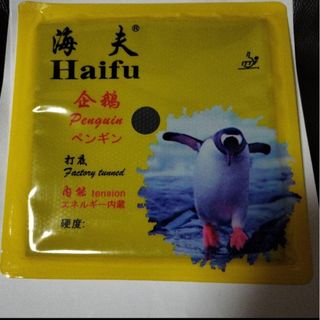 海夫®
Haifu
企鹅
Penguin
ペンギン
打底
Factory tunned
内能 tension
エネルギー内蔵
硬度: